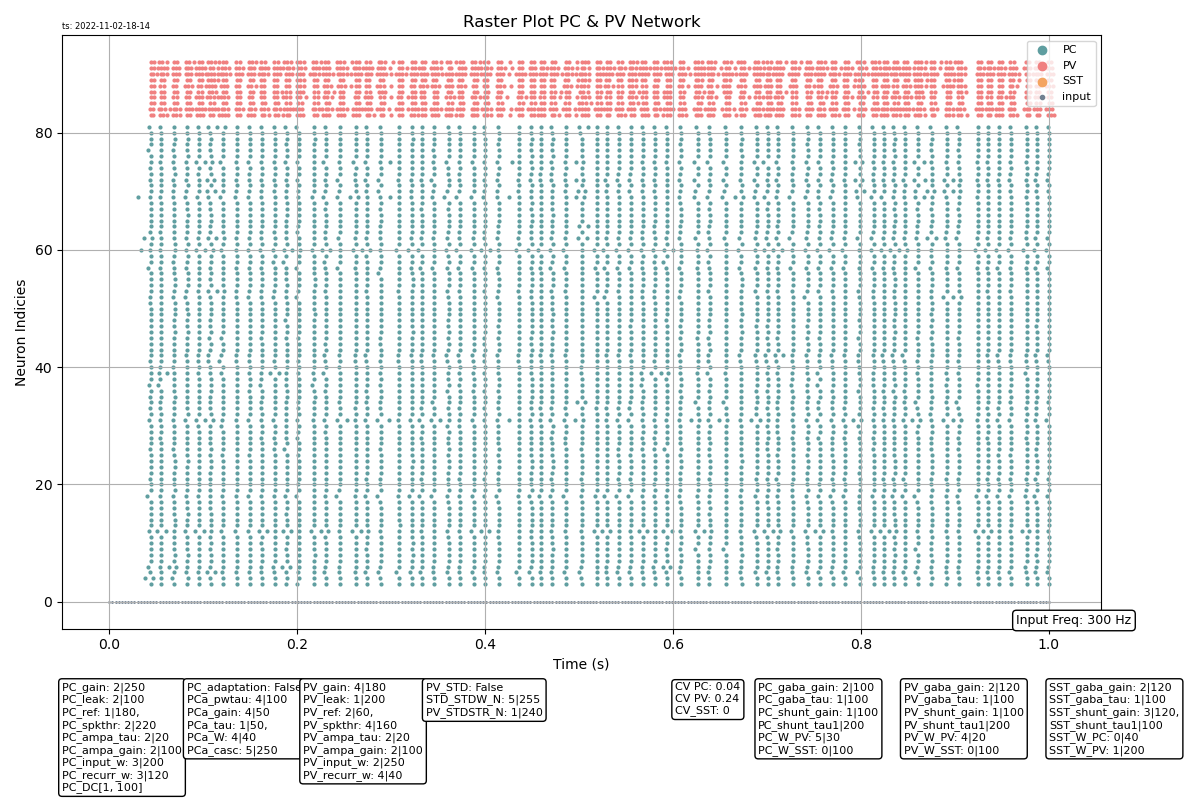 ts: 2022-11-02-18-14
Raster Plot PC & PV Network
PC
PV
SST
input
Neuron Indicies
80
60
40
20
0
0.0
0.2
0.4
0.6
0.8
1.0
Input Freq: 300 Hz
Time (s)
PC_gain: 2|250
PC_leak: 2|100
PC_ref: 1|180,
PC_spkthr: 2|220
PC_ampa_tau: 2|20
PC_ampa_gain: 2|100
PC_input_w: 3|200
PC_recurr_w: 3|120
PC_DC[1, 100]
PC_adaptation: False
PCa_pwtau: 4|100
PCa_gain: 4|50
PCa_tau: 1|50,
PCa_W: 4|40
PCa_casc: 5|250
PV_gain: 4|180
PV_leak: 1|200
PV_ref: 2|60,
PV_spkthr: 4|160
PV_ampa_tau: 2|20
PV_ampa_gain: 2|100
PV_input_w: 2|250
PV_recurr_w: 4|40
PV_STD: False
STD_STDW_N: 5|255
PV_STDSTR_N: 1|240
CV PC: 0.04
CV PV: 0.24
CV_SST: 0
PC_gaba_gain: 2|100
PC_gaba_tau: 1|100
PC_shunt_gain: 1|100
PC_shunt_tau1|200
PC_W_PV: 5|30
PC_W_SST: 0|100
PV_gaba_gain: 2|120
PV_gaba_tau: 1|100
PV_shunt_gain: 1|100
PV_shunt_tau1|200
PV_W_PV: 4|20
PV_W_SST: 0|100
SST_gaba_gain: 2|120
SST_gaba_tau: 1|100
SST_shunt_gain: 3|120,
SST_shunt_tau1|100
SST_W_PC: 0|40
SST_W_PV: 1|200